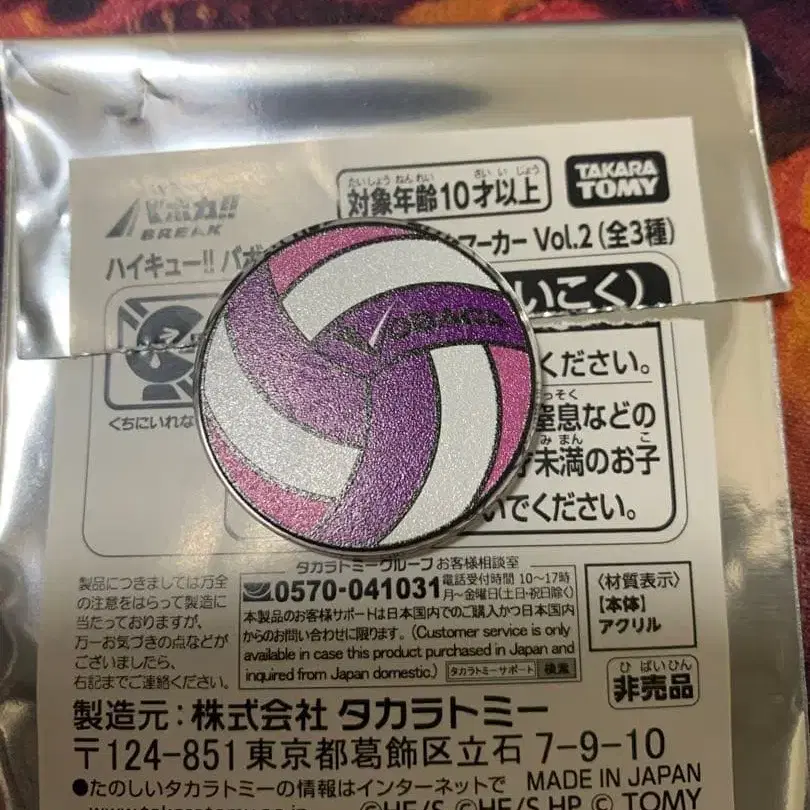 バボカ!!
BREAK
対象年齢10才以上
たいしょうねんれい
さいいじょう
TAKARA
TOMY
ハイキュー!! バボ
マーカー Vol.2(全3種)
いこく)
ください。
っそく
窒息などの
みまん
こ
才未満のお子
いでください。
くちにいれな
製品につきましては万全
の注意をはらって製造に
当たっておりますが、
万一お気づきの点などが
ございましたら、
右記までご連絡ください。
タカラトミーグループお客様相談室
0570-041031
電話受付時間 10~17時
月~金曜日(土・日・祝日除く)
本製品のお客様サポートは日本国内でのご購入かつ日本国内
からのお問い合わせに限ります。(Customer service is only
available in case this product purchased in Japan and
inquired from Japan domestic.) タカラトミーサポート 検索
〈材質表示〉
【本体】
アクリル
ひばいひん
非売品
製造元:株式会社 タカラトミー
〒124-851 東京都葛飾区立石 7-9-10
●たのしいタカラトミーの情報はインターネットで
MADE IN JAPAN
©HF/S ©HF/S,HP © TOMY